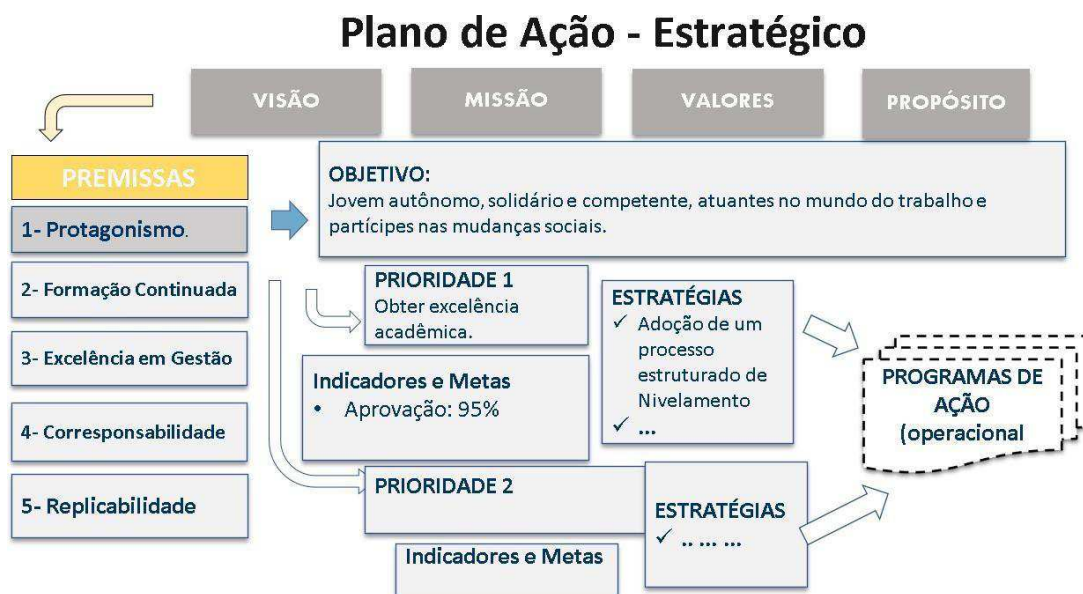 Plano de Ação - Estratégico
VISÃO
MISSÃO
VALORES
PROPÓSITO
PREMISSAS
1- Protagonismo.
2- Formação Continuada
3- Excelência em Gestão
4- Corresponsabilidade
5- Replicabilidade
OBJETIVO:
Jovem autônomo, solidário e competente, atuantes no mundo do trabalho e
partícipes nas mudanças sociais.
PRIORIDADE 1
Obter excelência
acadêmica.
Indicadores e Metas
• Aprovação: 95%
ESTRATÉGIAS
✓ Adoção de um
processo
estruturado de
Nivelamento
✓ ...
PRIORIDADE 2
Indicadores e Metas
ESTRATÉGIAS
✓ .. ... ...
PROGRAMAS DE
AÇÃO
(operacional